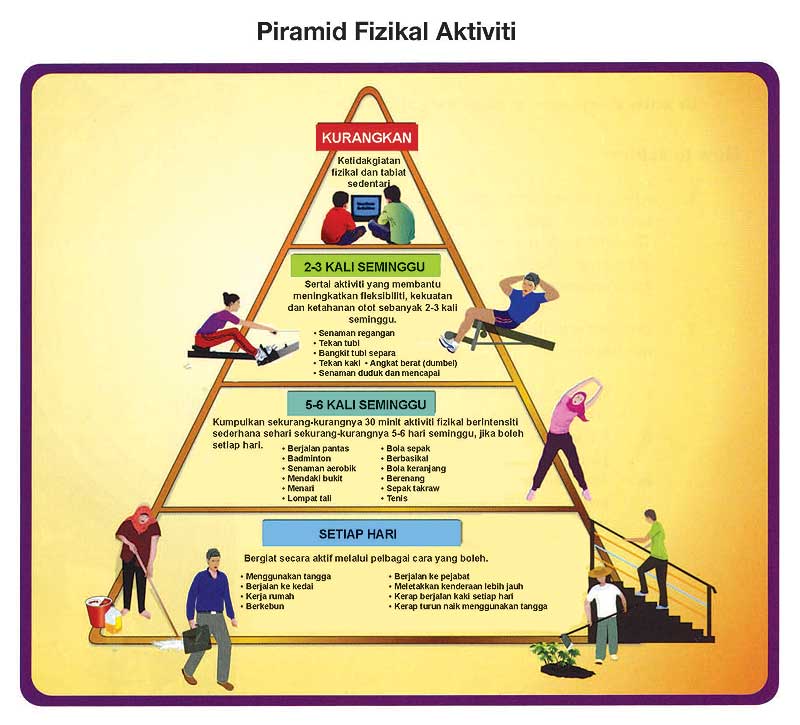 Piramid Fizikal Aktiviti
KURANGKAN
Ketidakgiatan
fizikal dan tabiat
sedentari
2-3 KALI SEMINGGU
Sertai aktiviti yang membantu
meningkatkan fleksibiliti, kekuatan
dan ketahanan otot sebanyak 2-3 kali
seminggu.
• Senaman regangan
• Tekan tubi
• Bangkit tubi separa
• Tekan kaki • Angkat berat (dumbel)
• Senaman duduk dan mencapai
5-6 KALI SEMINGGU
Kumpulkan sekurang-kurangnya 30 minit aktiviti fizikal berintensiti
sederhana sehari sekurang-kurangnya 5-6 hari seminggu, jika boleh
setiap hari.
• Berjalan pantas
• Badminton
• Senaman aerobik
• Mendaki bukit
• Menari
• Lompat tali
• Bola sepak
• Berbasikal
• Bola keranjang
• Berenang
• Sepak takraw
• Tenis
SETIAP HARI
Bergiat secara aktif melalui pelbagai cara yang boleh.
• Menggunakan tangga
• Berjalan ke kedai
• Kerja rumah
• Berkebun
• Berjalan ke pejabat
• Meletakkan kenderaan lebih jauh
• Kerap berjalan kaki setiap hari
• Kerap turun naik menggunakan tangga